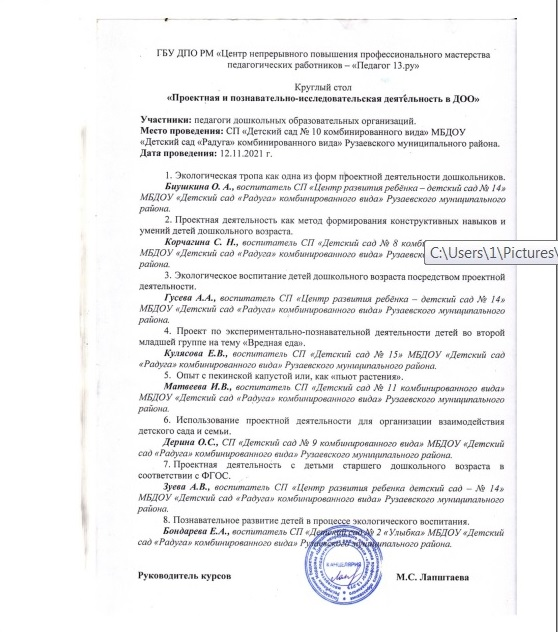 ГБУ ДПО РМ «Центр непрерывного повышения профессионального мастерства
педагогических работников – «Педагог 13.ру»
Круглый стол
«Проектная и познавательно-исследовательская деятельность в ДОО»
Участники: педагоги дошкольных образовательных организаций.
Место проведения: СП «Детский сад № 10 комбинированного вида» МБДОУ
«Детский сад «Радуга» комбинированного вида» Рузаевского муниципального района.
Дата проведения: 12.11.2021 г.
1. Экологическая тропа как одна из форм проектной деятельности дошкольников.
Биушкина О. А., воспитатель СП «Центр развития ребёнка – детский сад № 14»
МБДОУ «Детский сад «Радуга» комбинированного вида» Рузаевского муниципального
района.
2. Проектная деятельность как метод формирования конструктивных навыков и
умений детей дошкольного возраста.
Корчагина С. Н., воспитатель СП «Детский сад № 8 комб
C:\Users\1\Pictures\
МБДОУ «Детский сад «Радуга» комбинированного вида» Рузаевск
района.
3. Экологическое воспитание детей дошкольного возраста посредством проектной
деятельности.
Гусева А.А., воспитатель СП «Центр развития ребёнка – детский сад № 14»
МБДОУ «Детский сад «Радуга» комбинированного вида» Рузаевского муниципального
района.
4. Проект по экспериментально-познавательной деятельности детей во второй
младшей группе на тему «Вредная еда».
Кулясова Е.В., воспитатель СП «Детский сад № 15» МБДОУ «Детский сад
«Радуга» комбинированного вида» Рузаевского муниципального района.
5. Опыт с пекинской капустой или, как «пьют растения».
Матвеева И.В., воспитатель СП «Детский сад № 11 комбинированного вида»
МБДОУ «Детский сад «Радуга» комбинированного вида» Рузаевского муниципального
района.
6. Использование проектной деятельности для организации взаимодействия
детского сада и семьи.
Дерина О.С., СП «Детский сад № 9 комбинированного вида» МБДОУ «Детский
сад «Радуга» комбинированного вида» Рузаевского муниципального района.
7. Проектная деятельность с детьми старшего дошкольного возраста в
соответствии с ФГОС.
Зуева А.В., воспитатель СП «Центр развития ребенка детский сад – № 14»
МБДОУ «Детский сад «Радуга» комбинированного вида» Рузаевского муниципального
района.
8. Познавательное развитие детей в процессе экологического воспитания.
Бондарева Е.А., воспитатель СП «Детский сад № 2 «Улыбка» МБДОУ «Детский
сад «Радуга» комбинированного вида» Рузаевского муниципального района.
КАНЦЕЛЯРИЯ
Руководитель курсов М.С. Лапштаева